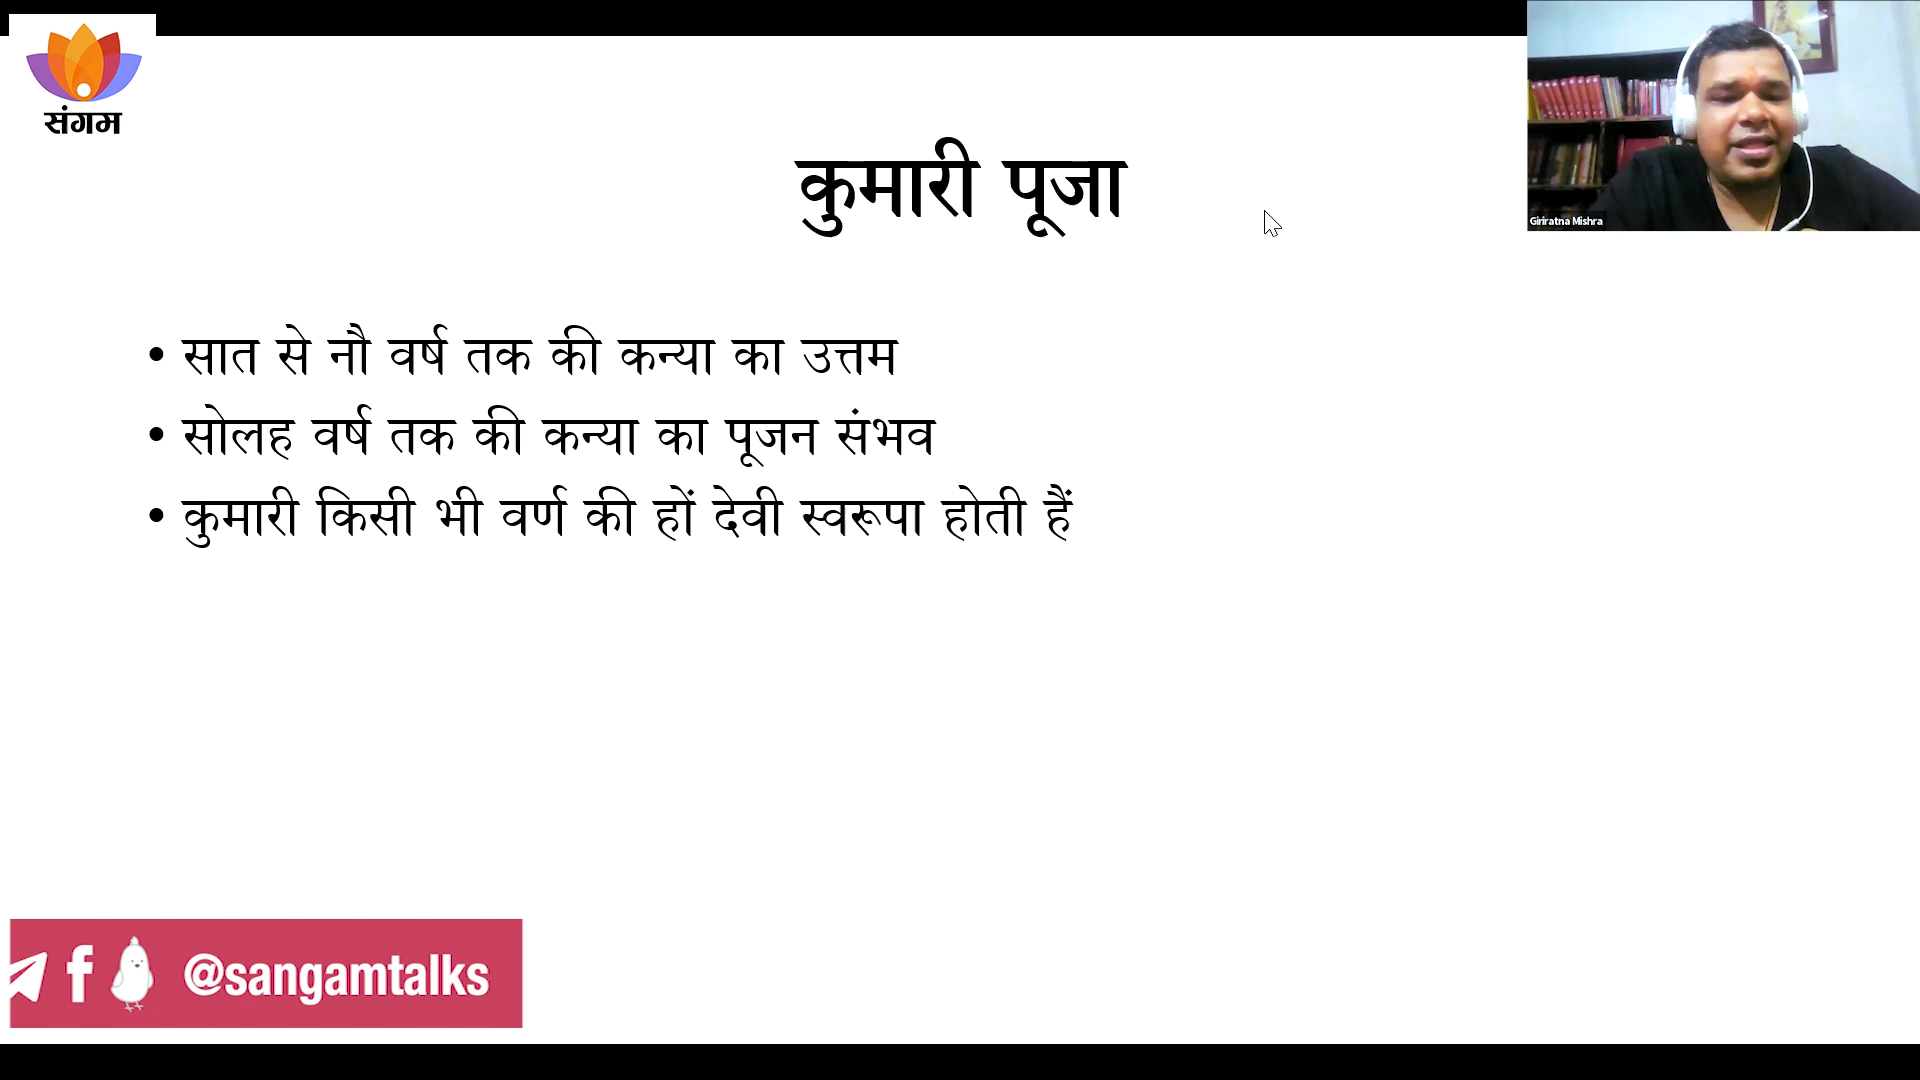 संगम
कुमारी पूजा
Giriratna Mishra
• सात से नौ वर्ष तक की कन्या का उत्तम
• सोलह वर्ष तक की कन्या का पूजन संभव
• कुमारी किसी भी वर्ण की हों देवी स्वरूपा होती हैं
@sangamtalks